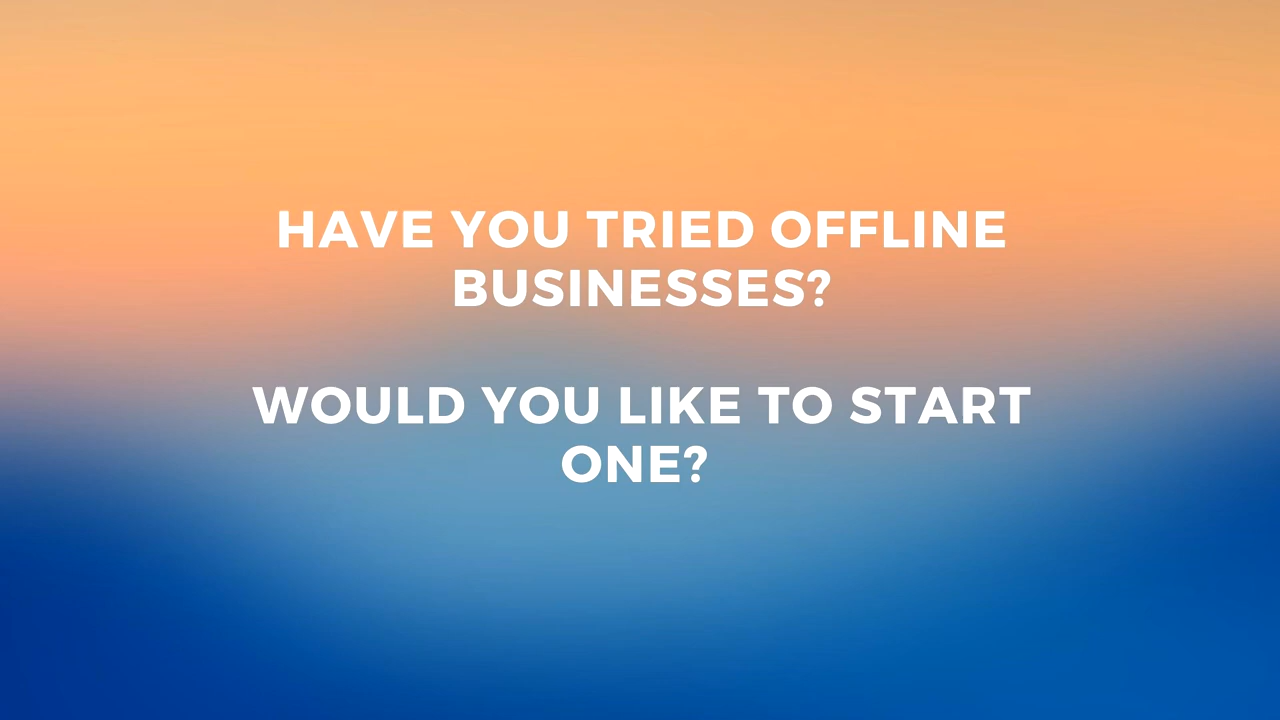 HAVE YOU TRIED OFFLINE
BUSINESSES?
WOULD YOU LIKE TO START
ONE?